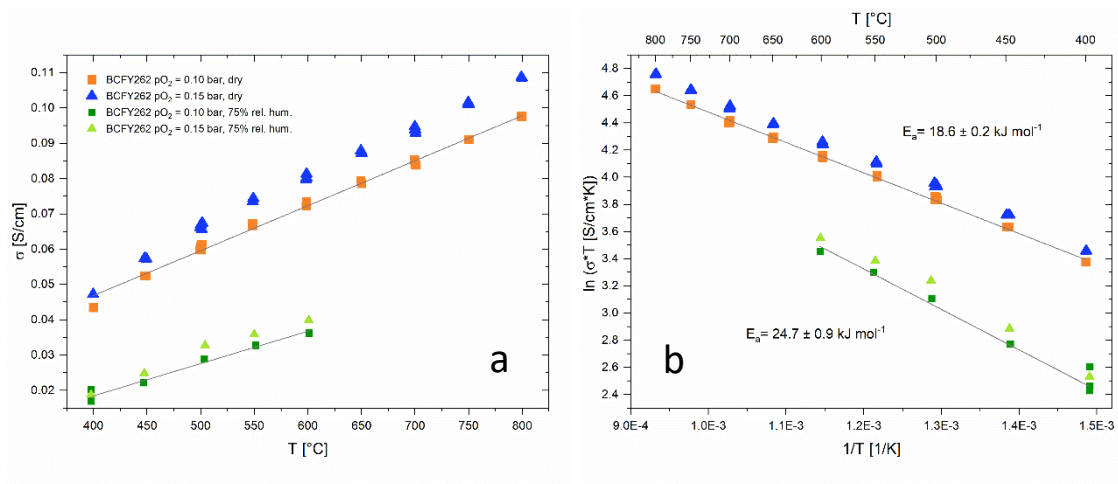 0.11
0.10
0.09
0.08
0.07
0.06
0.05
0.04
0.03
0.02
σ [S/cm]
BCFY262 pO₂ = 0.10 bar, dry
BCFY262 pO₂ = 0.15 bar, dry
BCFY262 pO₂ = 0.10 bar, 75% rel. hum.
BCFY262 pO₂ = 0.15 bar, 75% rel. hum.
a
400 450 500 550 600 650 700 750 800
T [°C]
T [°C]
800 750 700 650 600 550 500 450 400
4.8
4.6
4.4
4.2
4.0
3.8
3.6
3.4
3.2
3.0
2.8
2.6
2.4
ln (σ*T [S/cm*K]
Eₐ= 18.6 ± 0.2 kJ mol⁻¹
Eₐ= 24.7 ± 0.9 kJ mol⁻¹
b
9.0E-4 1.0E-3 1.1E-3 1.2E-3 1.3E-3 1.4E-3 1.5E-3
1/T [1/K]